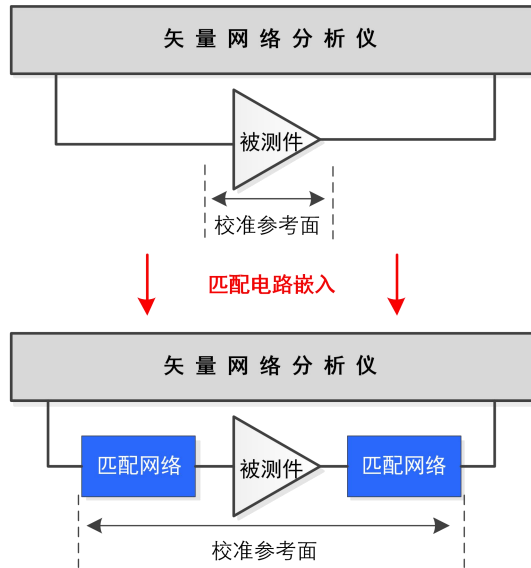 矢量网络分析仪
被测件
校准参考面
匹配电路嵌入
矢量网络分析仪
匹配网络
被测件
匹配网络
校准参考面